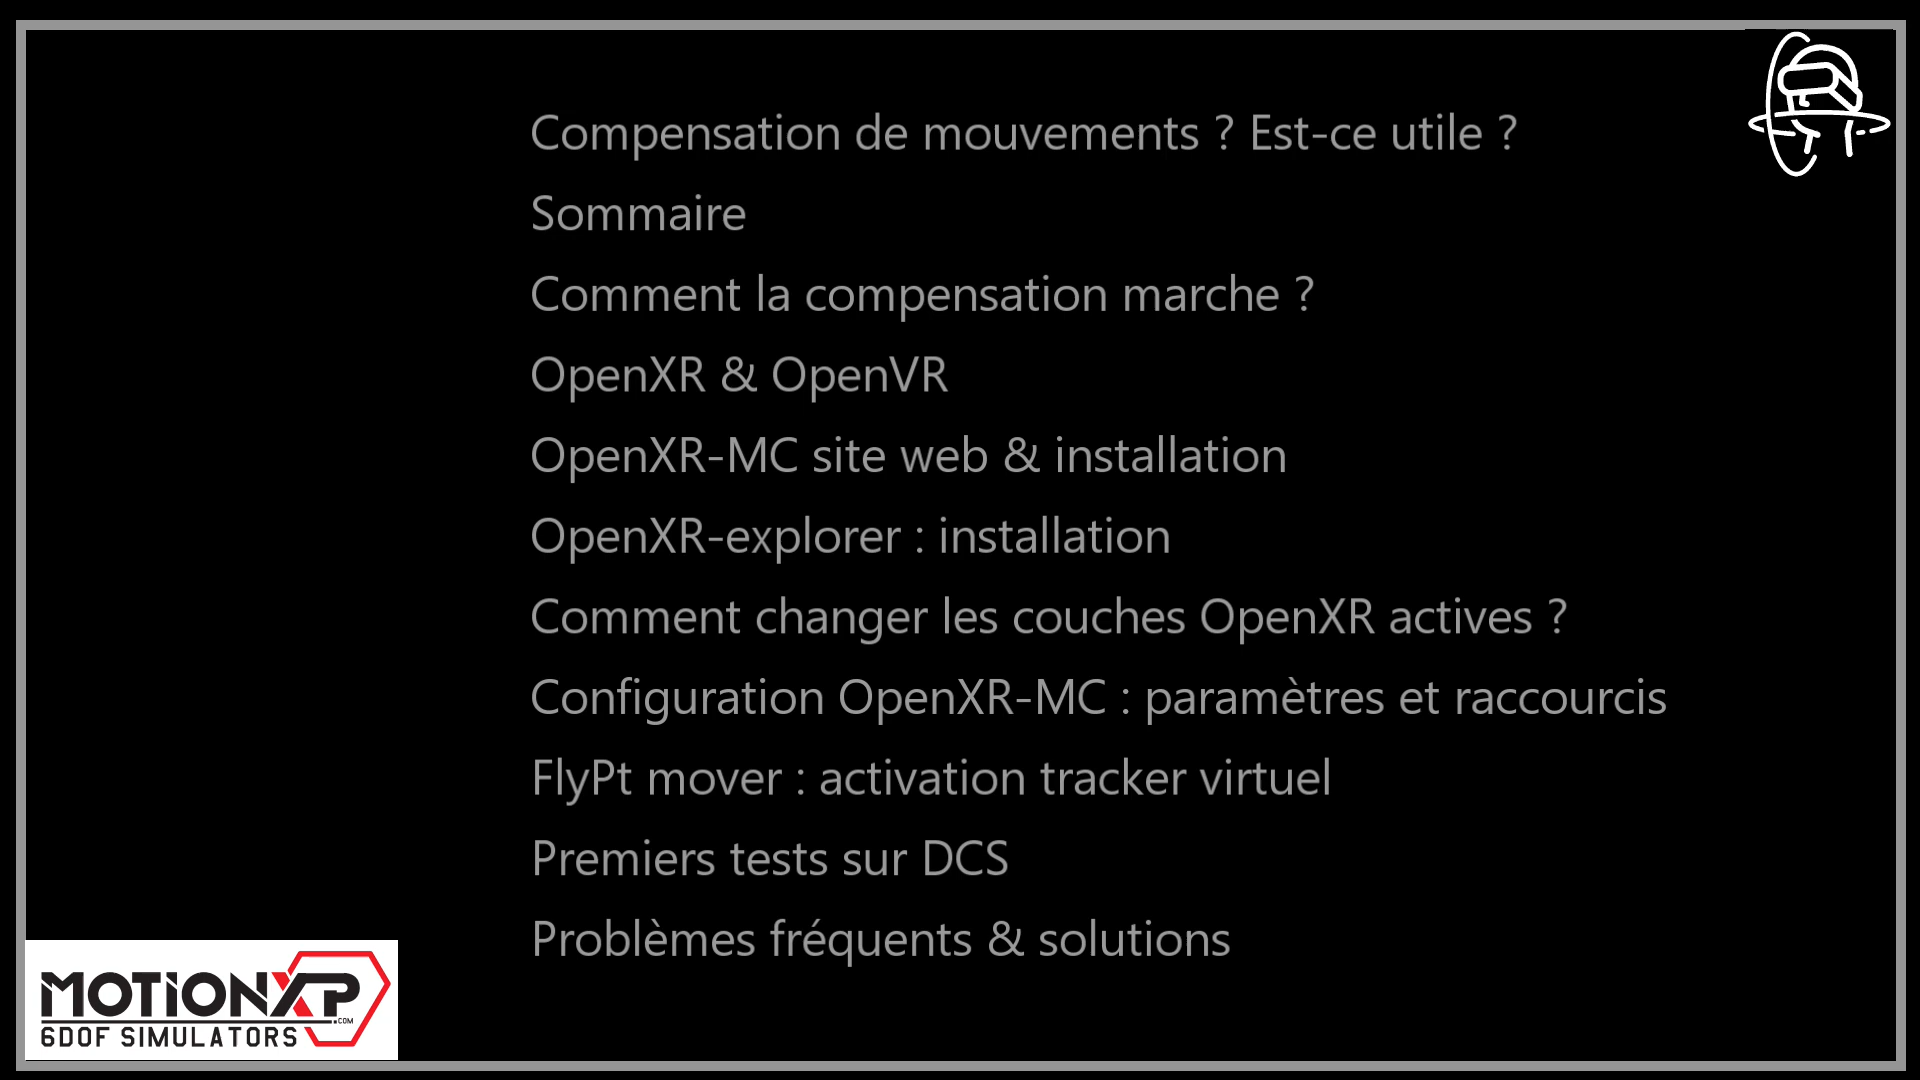 Compensation de mouvements ? Est-ce utile ?
Sommaire
Comment la compensation marche ?
OpenXR & OpenVR
OpenXR-MC site web & installation
OpenXR-explorer : installation
Comment changer les couches OpenXR actives ?
Configuration OpenXR-MC : paramètres et raccourcis
FlyPt mover : activation tracker virtuel
Premiers tests sur DCS
Problèmes fréquents & solutions
MOTIONXP
.COM
6DOF SIMULATORS